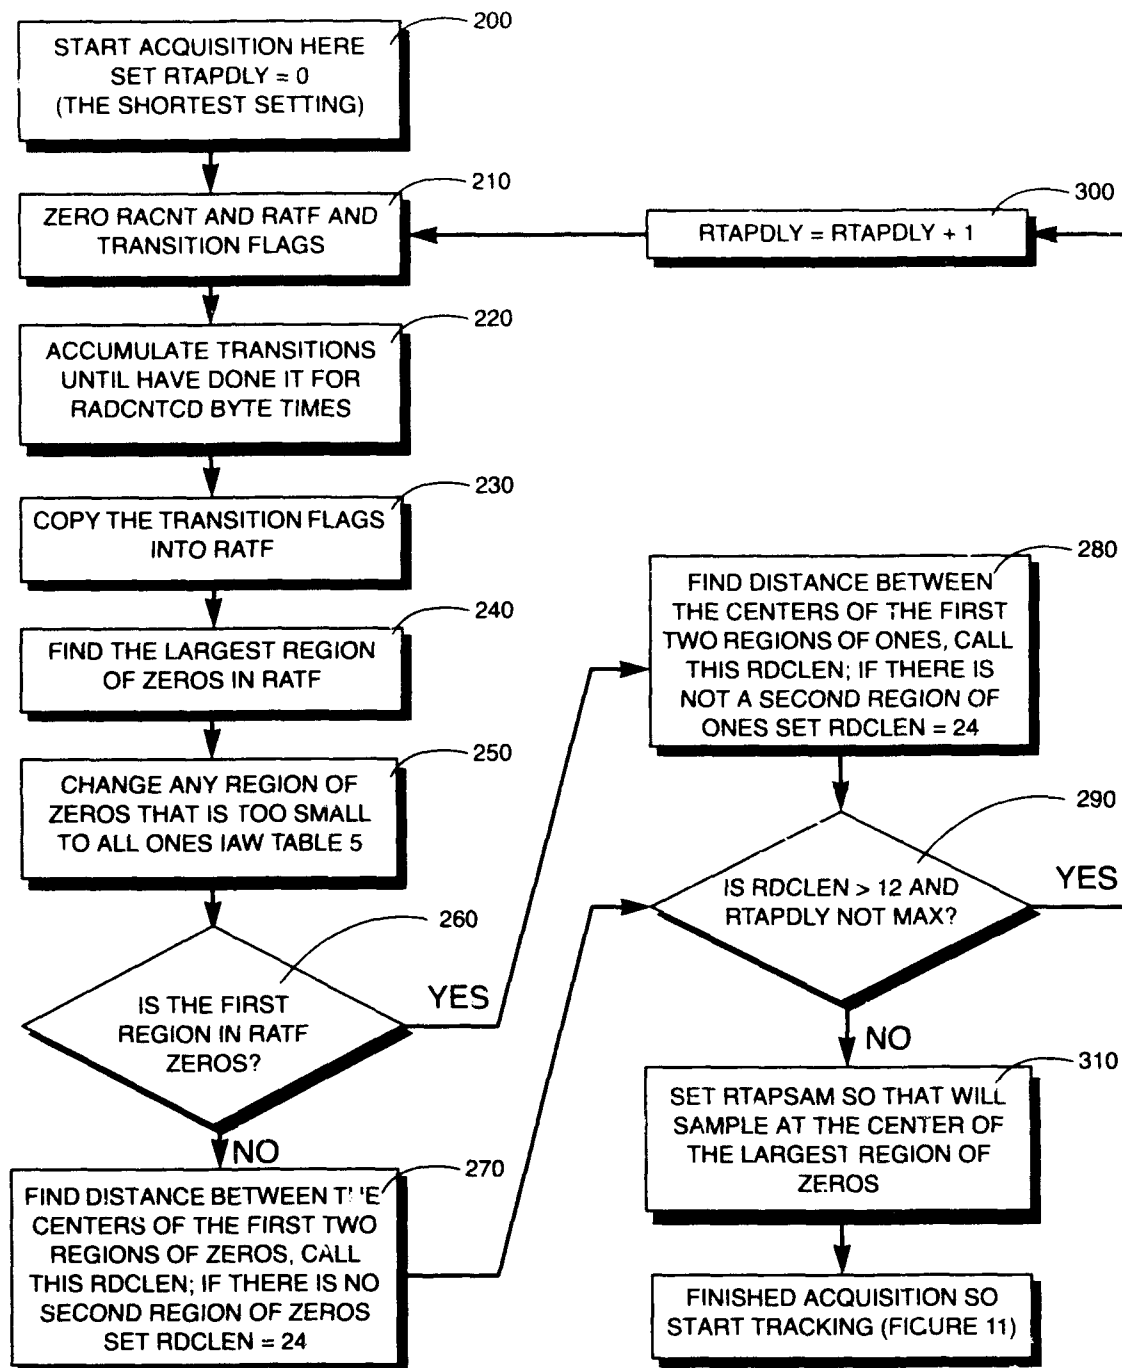 200
START ACQUISITION HERE
SET RTAPDLY = 0
(THE SHORTEST SETTING)
210
ZERO RACNT AND RATF AND
TRANSITION FLAGS
300
RTAPDLY = RTAPDLY + 1
220
ACCUMULATE TRANSITIONS
UNTIL HAVE DONE IT FOR
RADCNTCD BYTE TIMES
230
COPY THE TRANSITION FLAGS
INTO RATF
240
FIND THE LARGEST REGION
OF ZEROS IN RATF
250
CHANGE ANY REGION OF
ZEROS THAT IS TOO SMALL
TO ALL ONES IAW TABLE 5
260
IS THE FIRST
REGION IN RATF
ZEROS?
YES
NO
270
FIND DISTANCE BETWEEN THE
CENTERS OF THE FIRST TWO
REGIONS OF ZEROS, CALL
THIS RDCLEN; IF THERE IS NO
SECOND REGION OF ZEROS
SET RDCLEN = 24
280
FIND DISTANCE BETWEEN
THE CENTERS OF THE FIRST
TWO REGIONS OF ONES, CALL
THIS RDCLEN; IF THERE IS
NOT A SECOND REGION OF
ONES SET RDCLEN = 24
290
IS RDCLEN > 12 AND
RTAPDLY NOT MAX?
YES
NO
310
SET RTAPSAM SO THAT WILL
SAMPLE AT THE CENTER OF
THE LARGEST REGION OF
ZEROS
FINISHED ACQUISITION SO
START TRACKING (FIGURE 11)